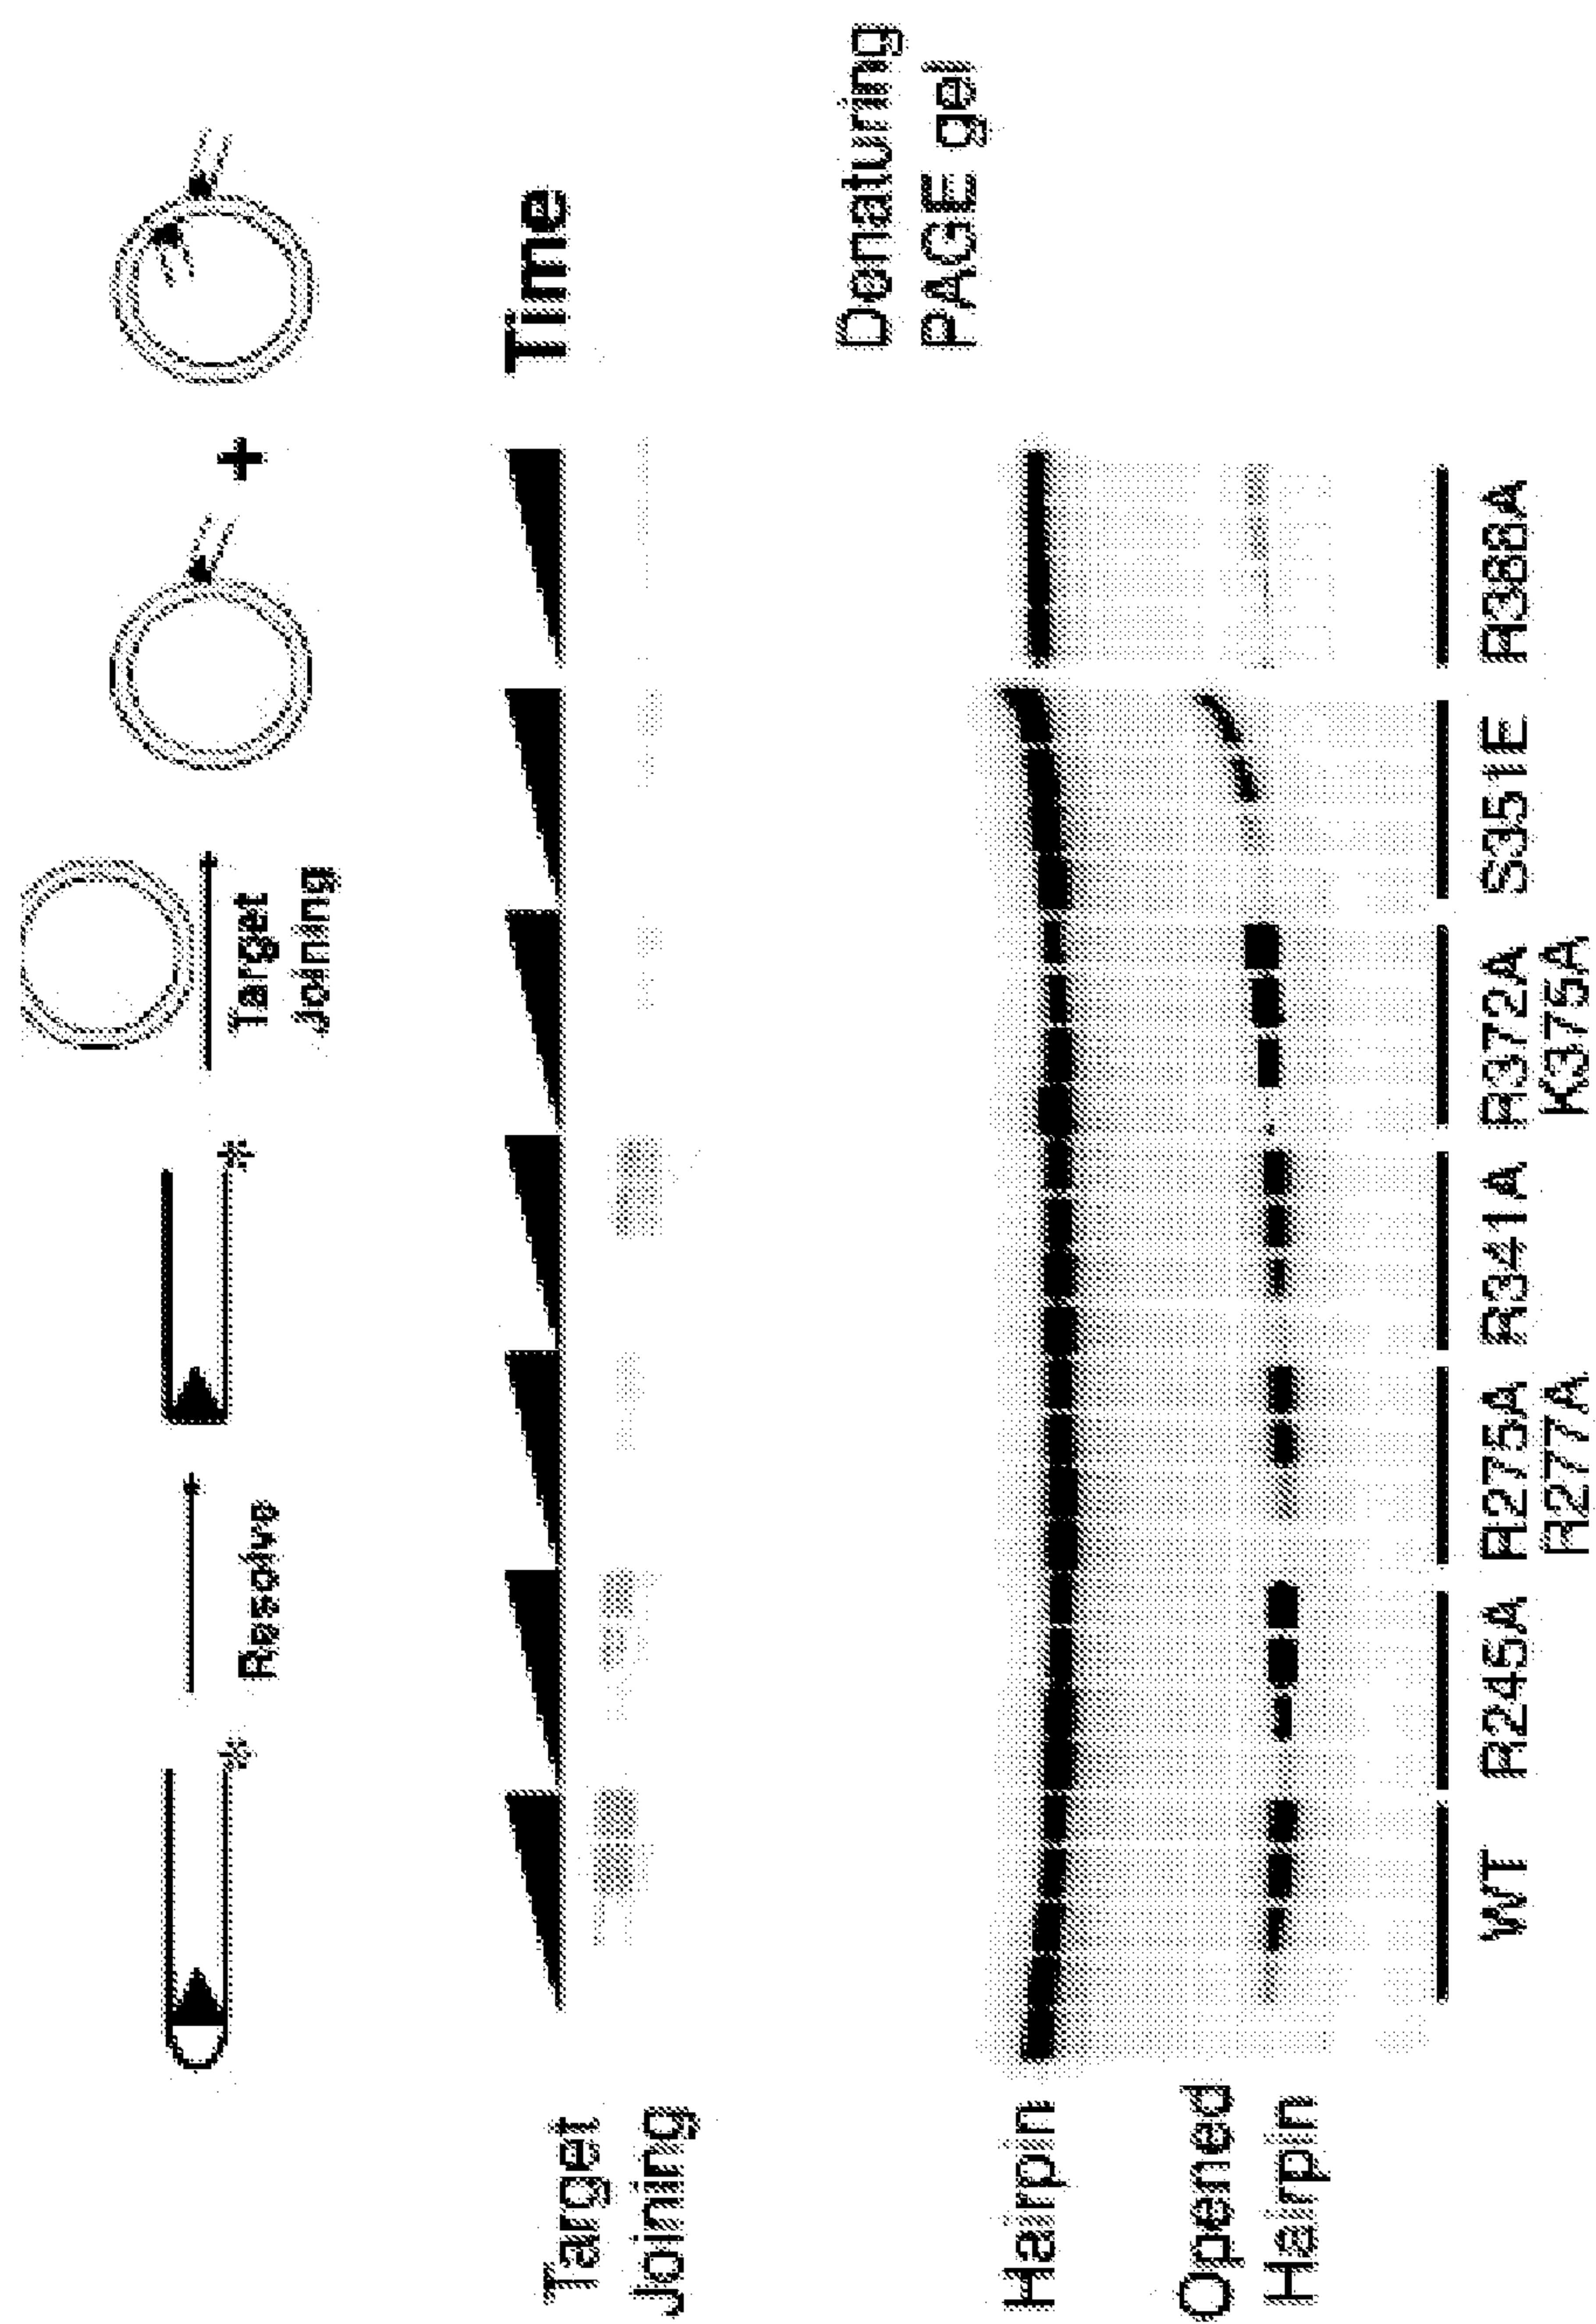 Resolve
Target
Joining
*
*
+
Time
Target
Joining
Denaturing
PAGE gel
Hairpin
Opened
Hairpin
WT R245A R275A R341A R372A S351E R388A
R277A K375A